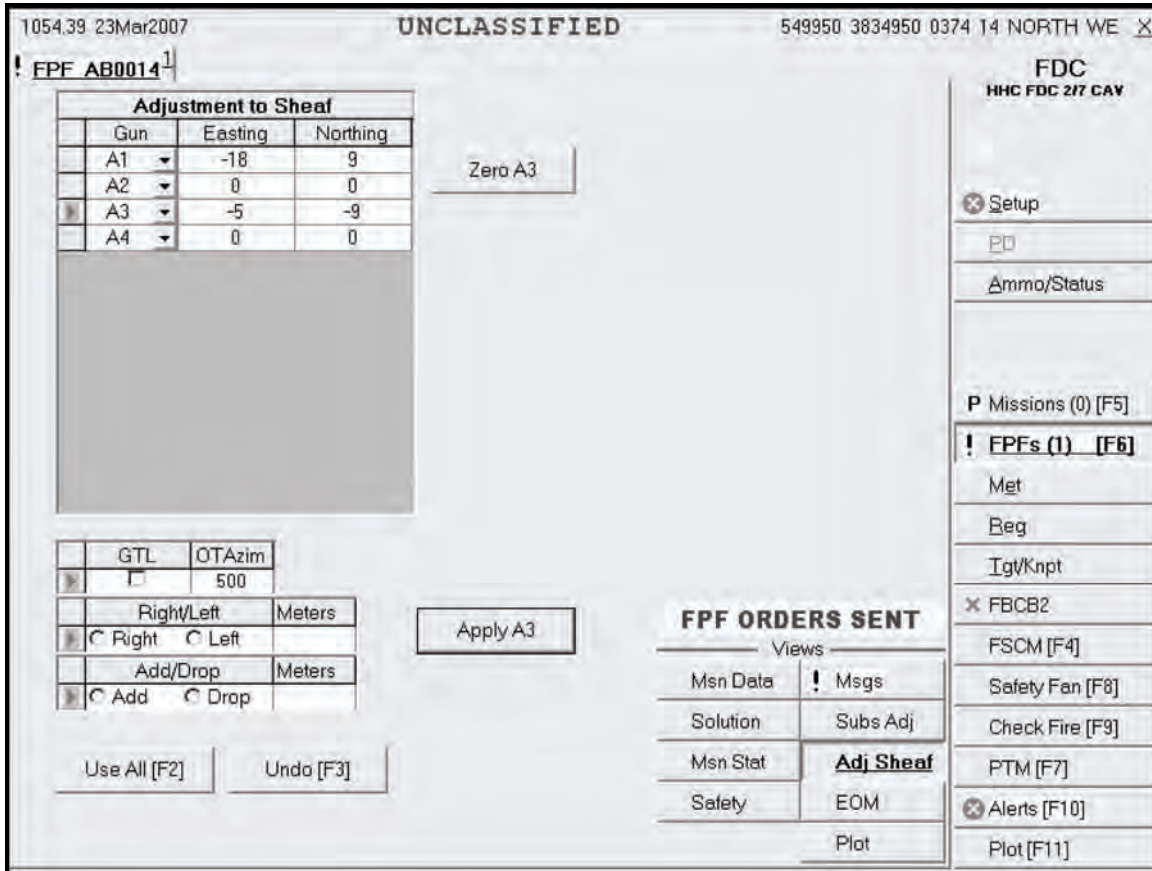 1054.39 23Mar2007 UNCLASSIFIED 549950 3834950 0374 14 NORTH WE X
! FPF AB0014 1
Adjustment to Sheaf
Gun Easting Northing
A1 -18 9
A2 0 0
A3 -5 -9
A4 0 0
Zero A3
GTL OTAzim
500
Right/Left Meters
Right Left
Add/Drop Meters
Add Drop
Apply A3
Use All [F2] Undo [F3]
FPF ORDERS SENT
Views
Msn Data ! Msgs
Solution Subs Adj
Msn Stat Adj Sheaf
Safety EOM
Plot
FDC
HHC FDC 2/7 CAV
Setup
PD
Ammo/Status
P Missions (0) [F5]
! FPFs (1) [F6]
Met
Reg
Tgt/Knpt
FBCB2
FSCM [F4]
Safety Fan [F8]
Check Fire [F9]
PTM [F7]
Alerts [F10]
Plot [F11]